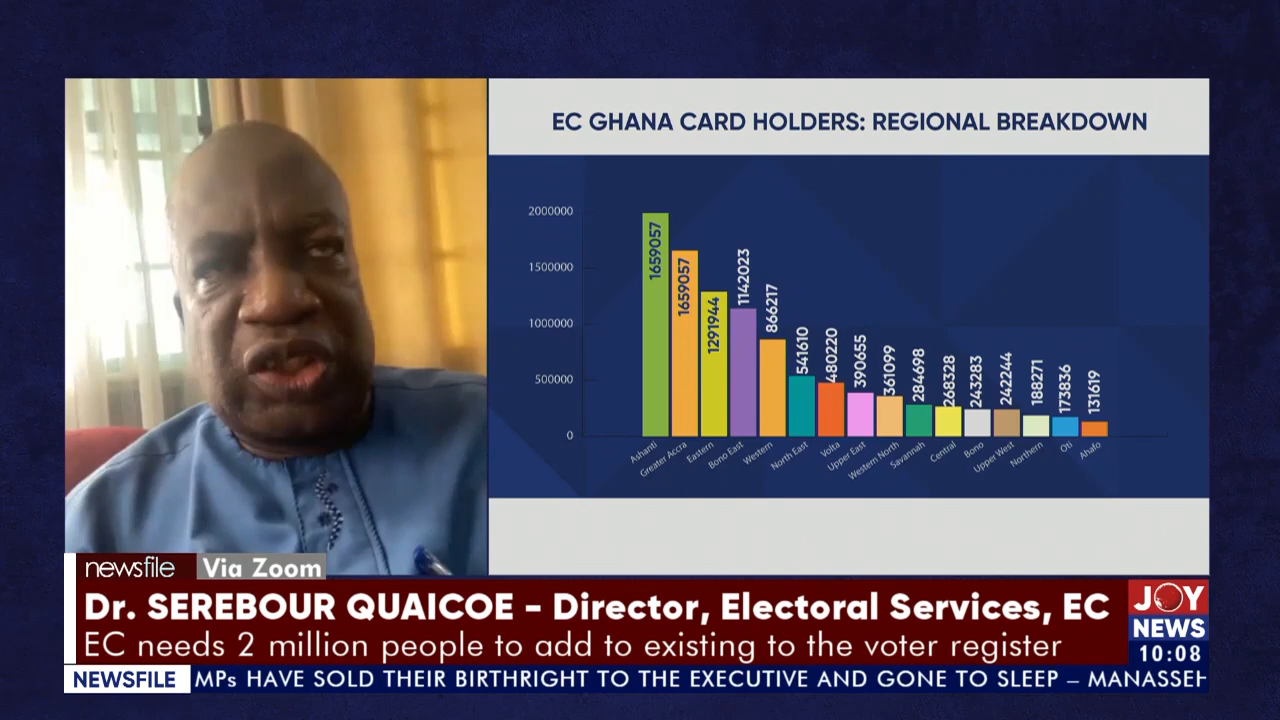 EC GHANA CARD HOLDERS: REGIONAL BREAKDOWN
2000000
1500000
1000000
500000
0
1659057
1659057
1291944
1142023
866217
541610
480220
390655
361099
284698
268328
243283
242244
188271
173836
131619
Ashanti
Greater Accra
Eastern
Bono East
Western
North East
Volta
Upper East
Western North
Savannah
Central
Bono
Upper West
Northern
Oti
Ahafo
newsfile Via Zoom
Dr. SEREBOUR QUAICOE – Director, Electoral Services, EC
EC needs 2 million people to add to existing to the voter register
JOY
NEWS
10:08
NEWSFILE MPs HAVE SOLD THEIR BIRTHRIGHT TO THE EXECUTIVE AND GONE TO SLEEP – MANASSEH